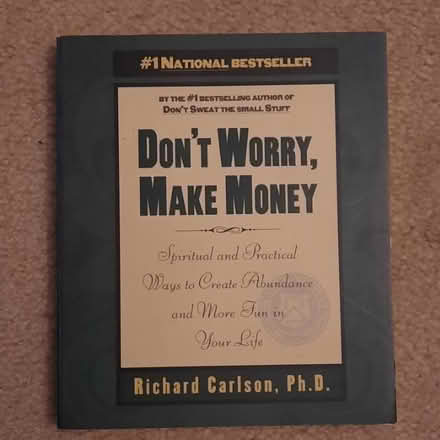 #1 NATIONAL BESTSELLER
BY THE #1 BESTSELLING AUTHOR OF
DON'T SWEAT THE SMALL STUFF
DON'T WORRY,
MAKE MONEY
Spiritual and Practical
Ways to Create Abundance
and More Fun in
Your Life
Richard Carlson, Ph.D.